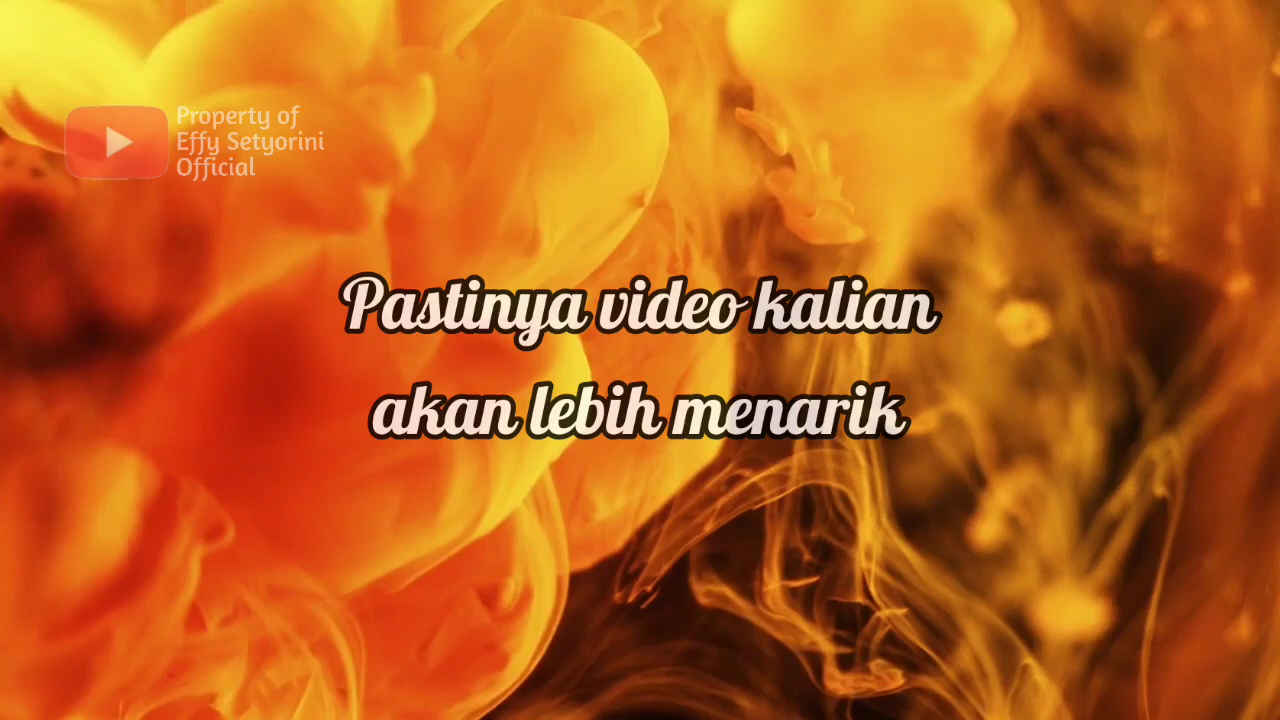 Property of
Effy Setyorini
Official
Pastinya video kalian
akan lebih menarik